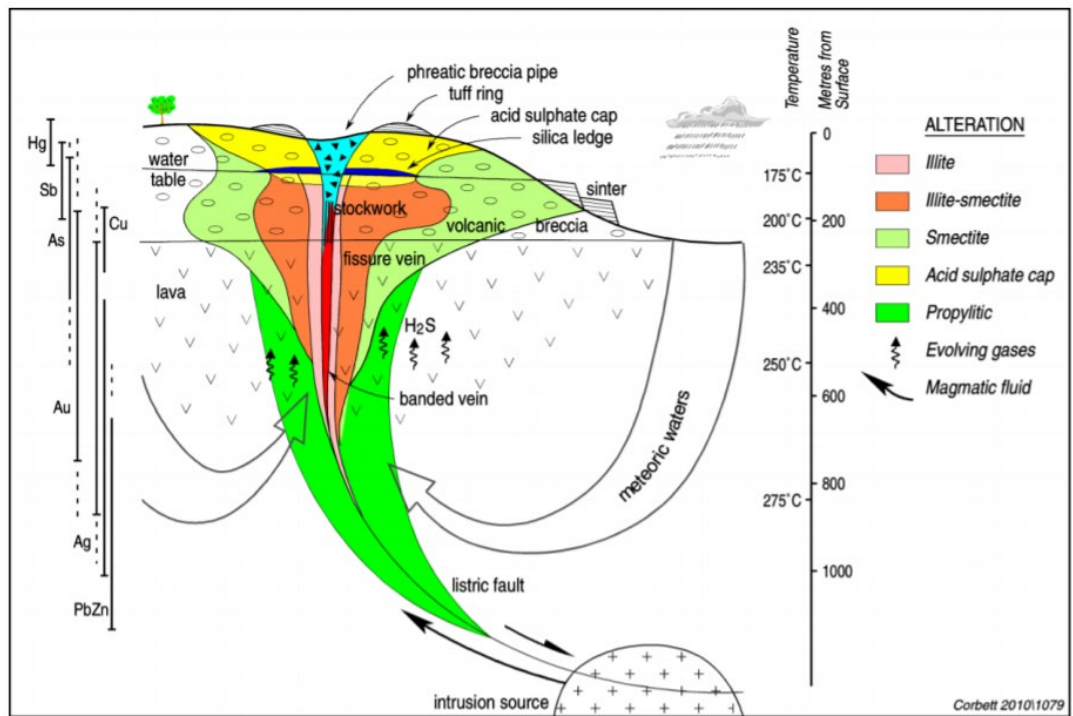 phreatic breccia pipe
tuff ring
acid sulphate cap
silica ledge
Temperature
Metres from
Surface
ALTERATION
Hg
Sb
As
Au
Ag
PbZn
Cu
water
table
lava
stockwork
volcanic
breccia
sinter
fissure vein
H2S
banded vein
meteoric waters
listric fault
intrusion source
0
175°C
200°C
200
235°C
400
250°C
600
800
275°C
1000
Illite
Illite-smectite
Smectite
Acid sulphate cap
Propylitic
Evolving gases
Magmatic fluid
Corbett 2010\1079